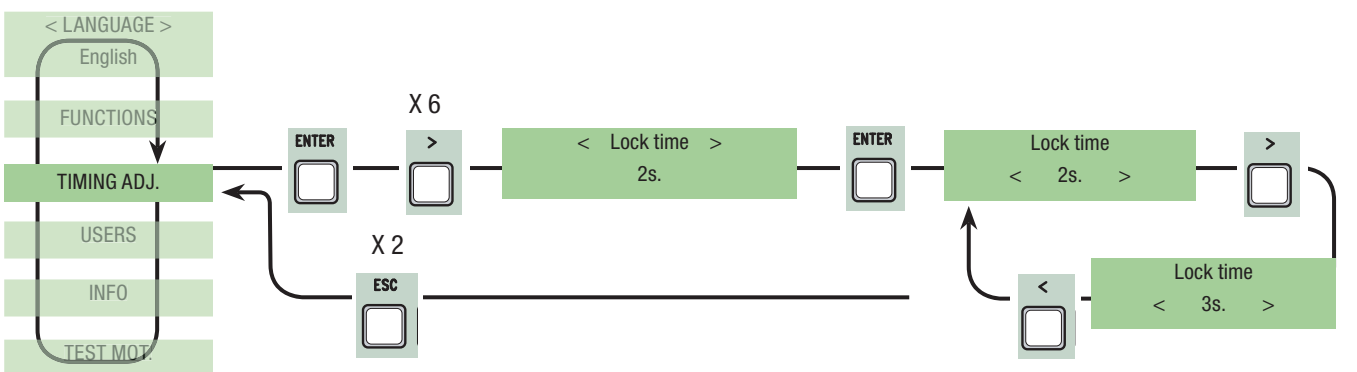 < LANGUAGE >
English
FUNCTIONS
TIMING ADJ.
USERS
INFO
TEST MOT.
ENTER
X 6
>
< Lock time >
2s.
ENTER
Lock time
< 2s. >
>
Lock time
< 3s. >
<
X 2
ESC